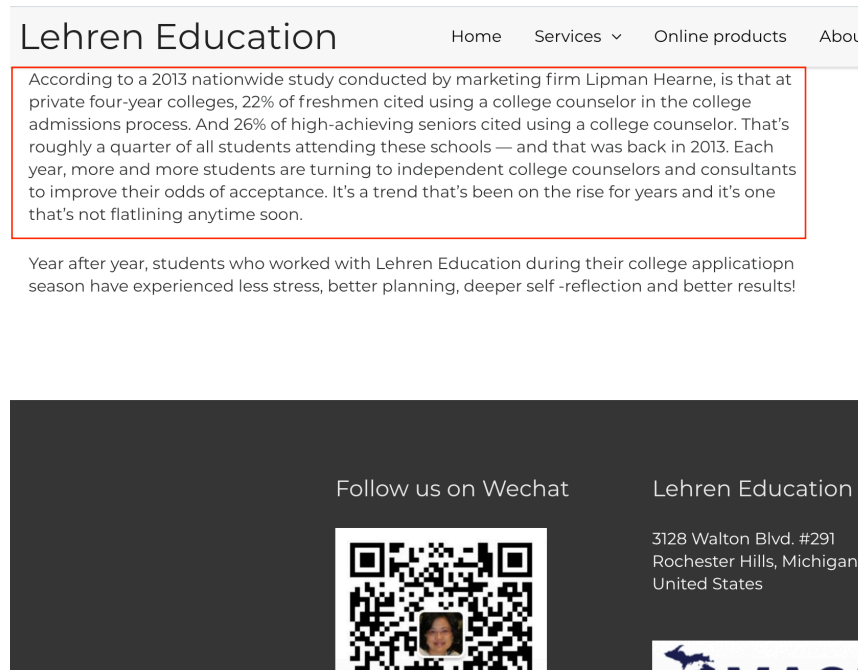 Lehren Education
Home
Services
Online products
According to a 2013 nationwide study conducted by marketing firm Lipman Hearne, is that at
private four-year colleges, 22% of freshmen cited using a college counselor in the college
admissions process. And 26% of high-achieving seniors cited using a college counselor. That’s
roughly a quarter of all students attending these schools — and that was back in 2013. Each
year, more and more students are turning to independent college counselors and consultants
to improve their odds of acceptance. It’s a trend that’s been on the rise for years and it’s one
that’s not flatlining anytime soon.
Year after year, students who worked with Lehren Education during their college applicatiopn
season have experienced less stress, better planning, deeper self -reflection and better results!
Follow us on Wechat
Lehren Education
3128 Walton Blvd. #291
Rochester Hills, Michigan
United States